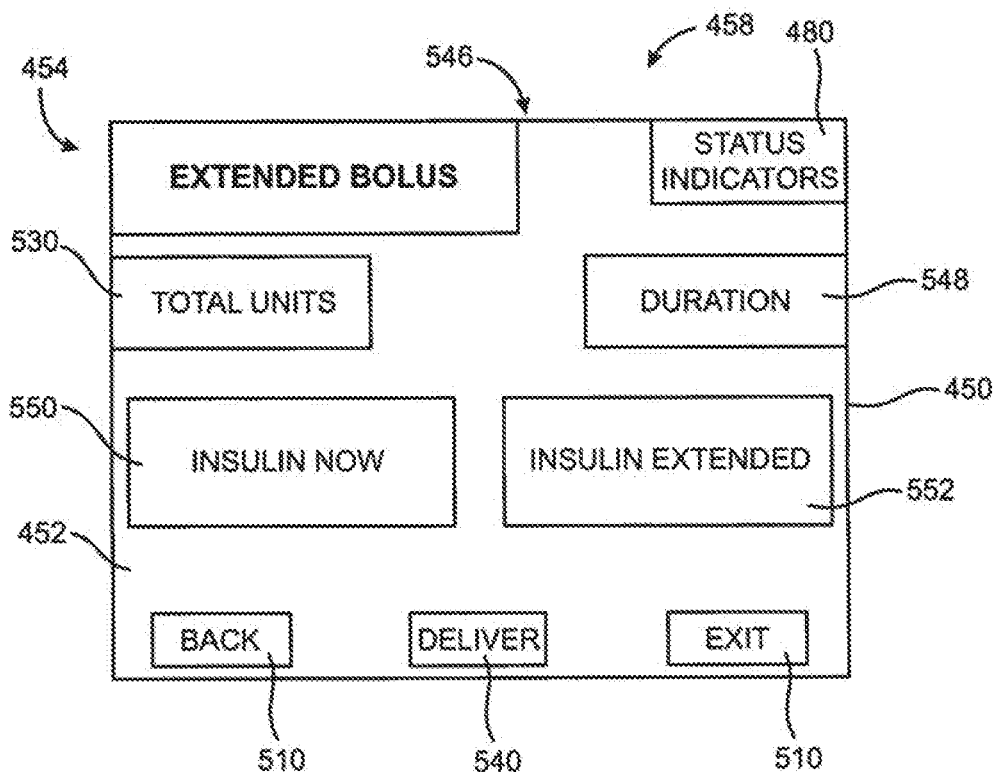 458
480
546
454
STATUS
INDICATORS
EXTENDED BOLUS
530
TOTAL UNITS
DURATION
548
450
550
INSULIN NOW
INSULIN EXTENDED
552
452
BACK
DELIVER
EXIT
510
540
510